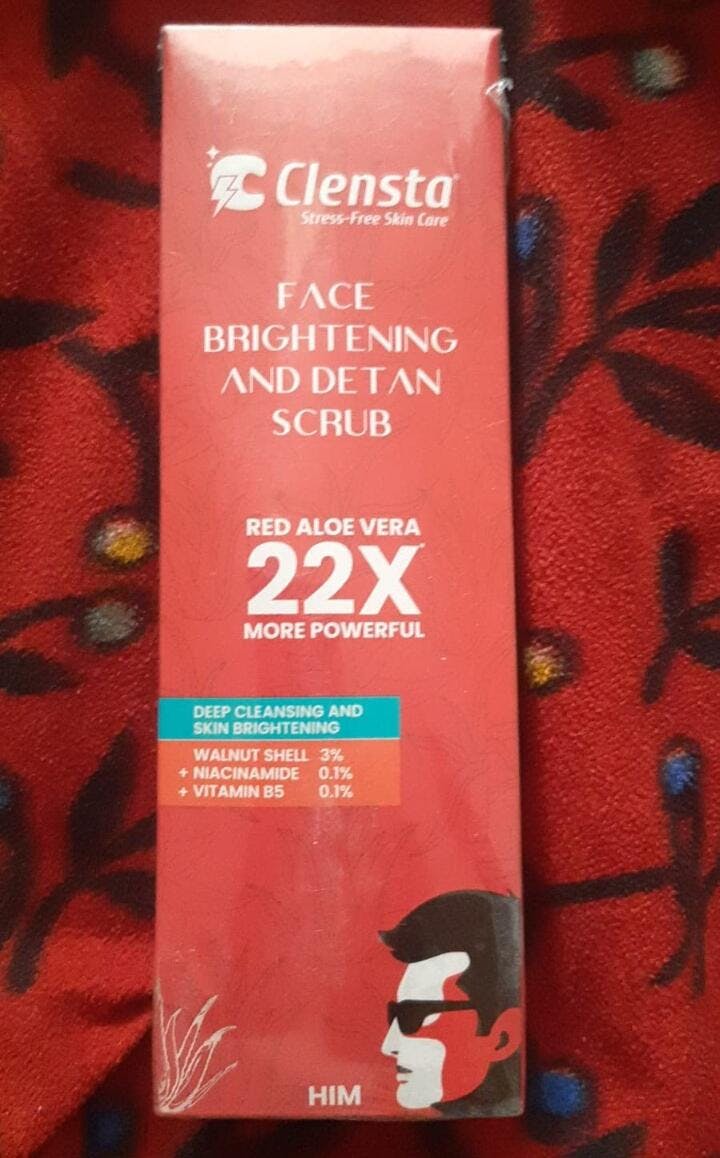 Clensta
Stress-Free Skin Care
FACE
BRIGHTENING
AND DETAN
SCRUB
RED ALOE VERA
22X*
MORE POWERFUL
DEEP CLEANSING AND
SKIN BRIGHTENING
WALNUT SHELL 3%
+ NIACINAMIDE 0.1%
+ VITAMIN B5 0.1%
HIM